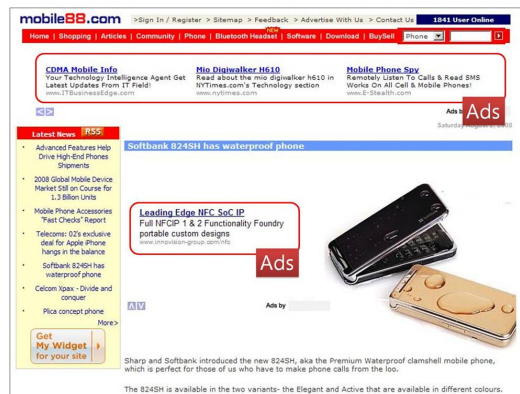 mobile88.com
>Sign In / Register > Sitemap > Feedback > Advertise With Us > Contact Us
1841 User Online
Home | Shopping | Articles | Community | Phone | Bluetooth Headset | Software | Download | BuySell
NEW
Phone
CDMA Mobile Info
Your Technology Intelligence Agent Get
Latest Updates From IT Field!
www.ITBusinessEdge.com
Mio Digiwalker H610
Read about the mio digiwalker h610 in
NYTimes.com's Technology section
www.nytimes.com
Mobile Phone Spy
Remotely Listen To Calls & Read SMS
Works On All Cell & Mobile Phones!
www.E-Stealth.com
Ads b
Ads
Saturday
Latest News RSS
Advanced Features Help
Drive High-End Phones
Shipments
2008 Global Mobile Device
Market Still on Course for
1.3 Billion Units
Mobile Phone Accessories
"Fast Checks" Report
Telecoms: O2's exclusive
deal for Apple iPhone
hangs in the balance
Softbank 824SH has
waterproof phone
Celcom Xpax - Divide and
conquer
Plica concept phone
More>
Get
My Widget
for your site
Softbank 824SH has waterproof phone
Leading Edge NFC SoC IP
Full NFCIP 1 & 2 Functionality Foundry
portable custom designs
www.innovision-group.com/nfc
Ads
Ads by
Sharp and Softbank introduced the new 824SH, aka the Premium Waterproof clamshell mobile phone,
which is perfect for those of us who have to make phone calls from the loo.
The 824SH is available in the two variants- the Elegant and Active that are available in different colours.